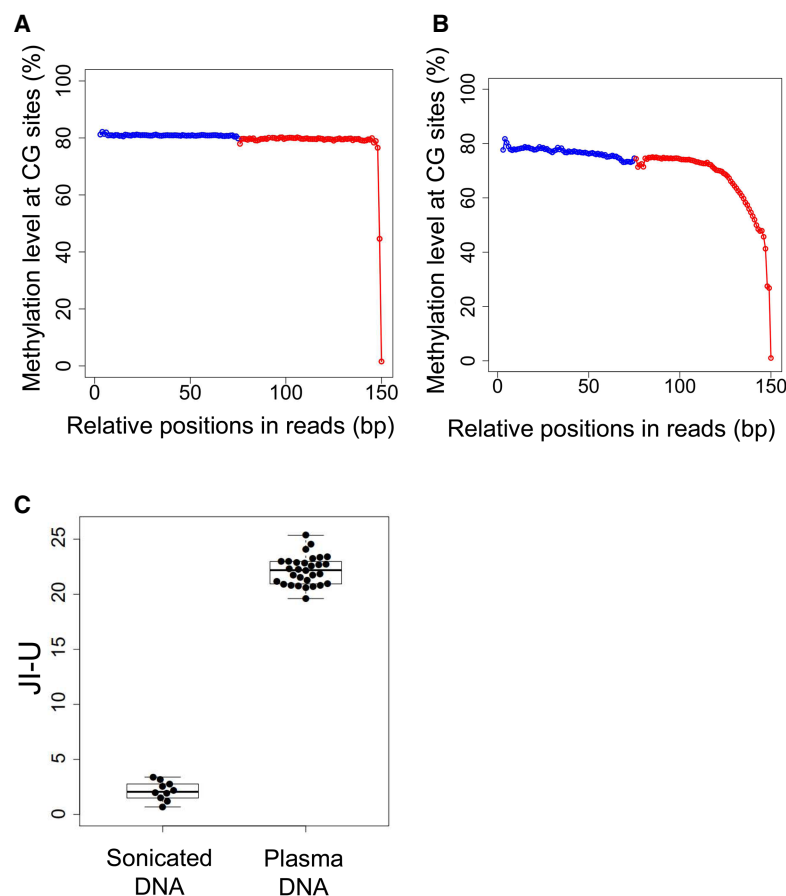 A
Methylation level at CG sites (%)
100
80
60
40
20
0
0
50
100
150
Relative positions in reads (bp)
B
Methylation level at CG sites (%)
100
80
60
40
20
0
0
50
100
150
Relative positions in reads (bp)
C
JI-U
25
20
15
10
5
0
Sonicated
DNA
Plasma
DNA